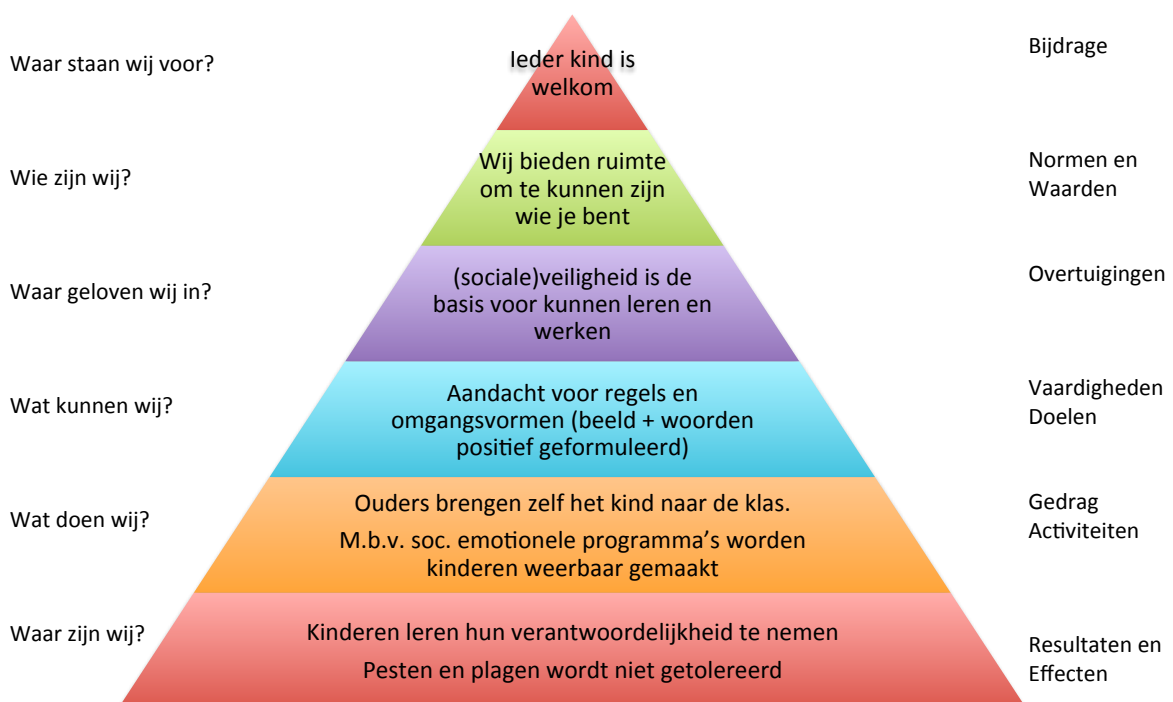 Waar staan wij voor?
Ieder kind is
welkom
Bijdrage
Wie zijn wij?
Wij bieden ruimte
om te kunnen zijn
wie je bent
Normen en
Waarden
Waar geloven wij in?
(sociale)veiligheid is de
basis voor kunnen leren en
werken
Overtuigingen
Wat kunnen wij?
Aandacht voor regels en
omgangsvormen (beeld + woorden
positief geformuleerd)
Vaardigheden
Doelen
Wat doen wij?
Ouders brengen zelf het kind naar de klas.
M.b.v. soc. emotionele programma’s worden
kinderen weerbaar gemaakt
Gedrag
Activiteiten
Waar zijn wij?
Kinderen leren hun verantwoordelijkheid te nemen
Pesten en plagen wordt niet getolereerd
Resultaten en
Effecten